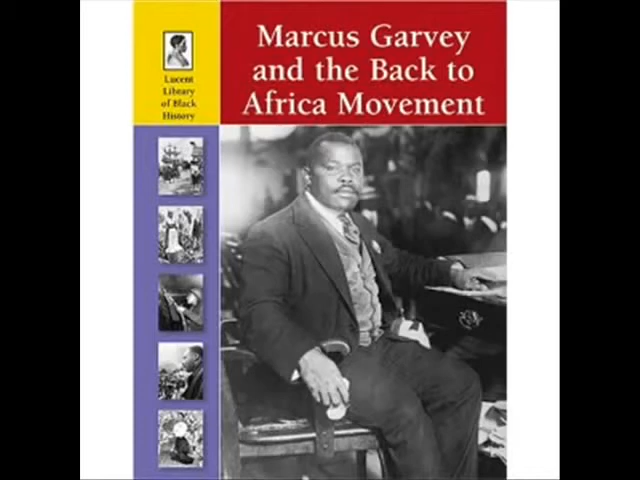 Lucent
Library
of Black
History
Marcus Garvey
and the Back to
Africa Movement